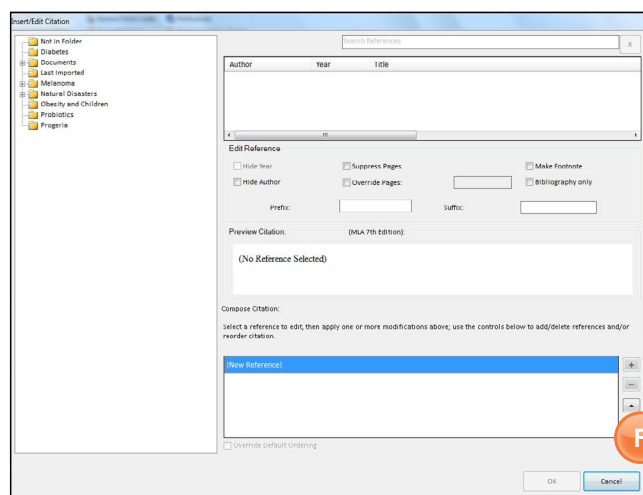 Insert/Edit Citation
Not In Folder
Diabetes
Documents
Last Imported
Melanoma
Natural Disasters
Obesity and Children
Probiotics
Progeria
Search References
x
Author Year Title
Edit Reference
Hide Year Suppress Pages Make Footnote
Hide Author Override Pages: Bibliography only
Prefix: Suffix:
Preview Citation: (MLA 7th Edition):
(No Reference Selected)
Compose Citation:
Select a reference to edit, then apply one or more modifications above; use the controls below to add/delete references and/or
reorder citation.
|New Reference|
Override Default Ordering
OK Cancel